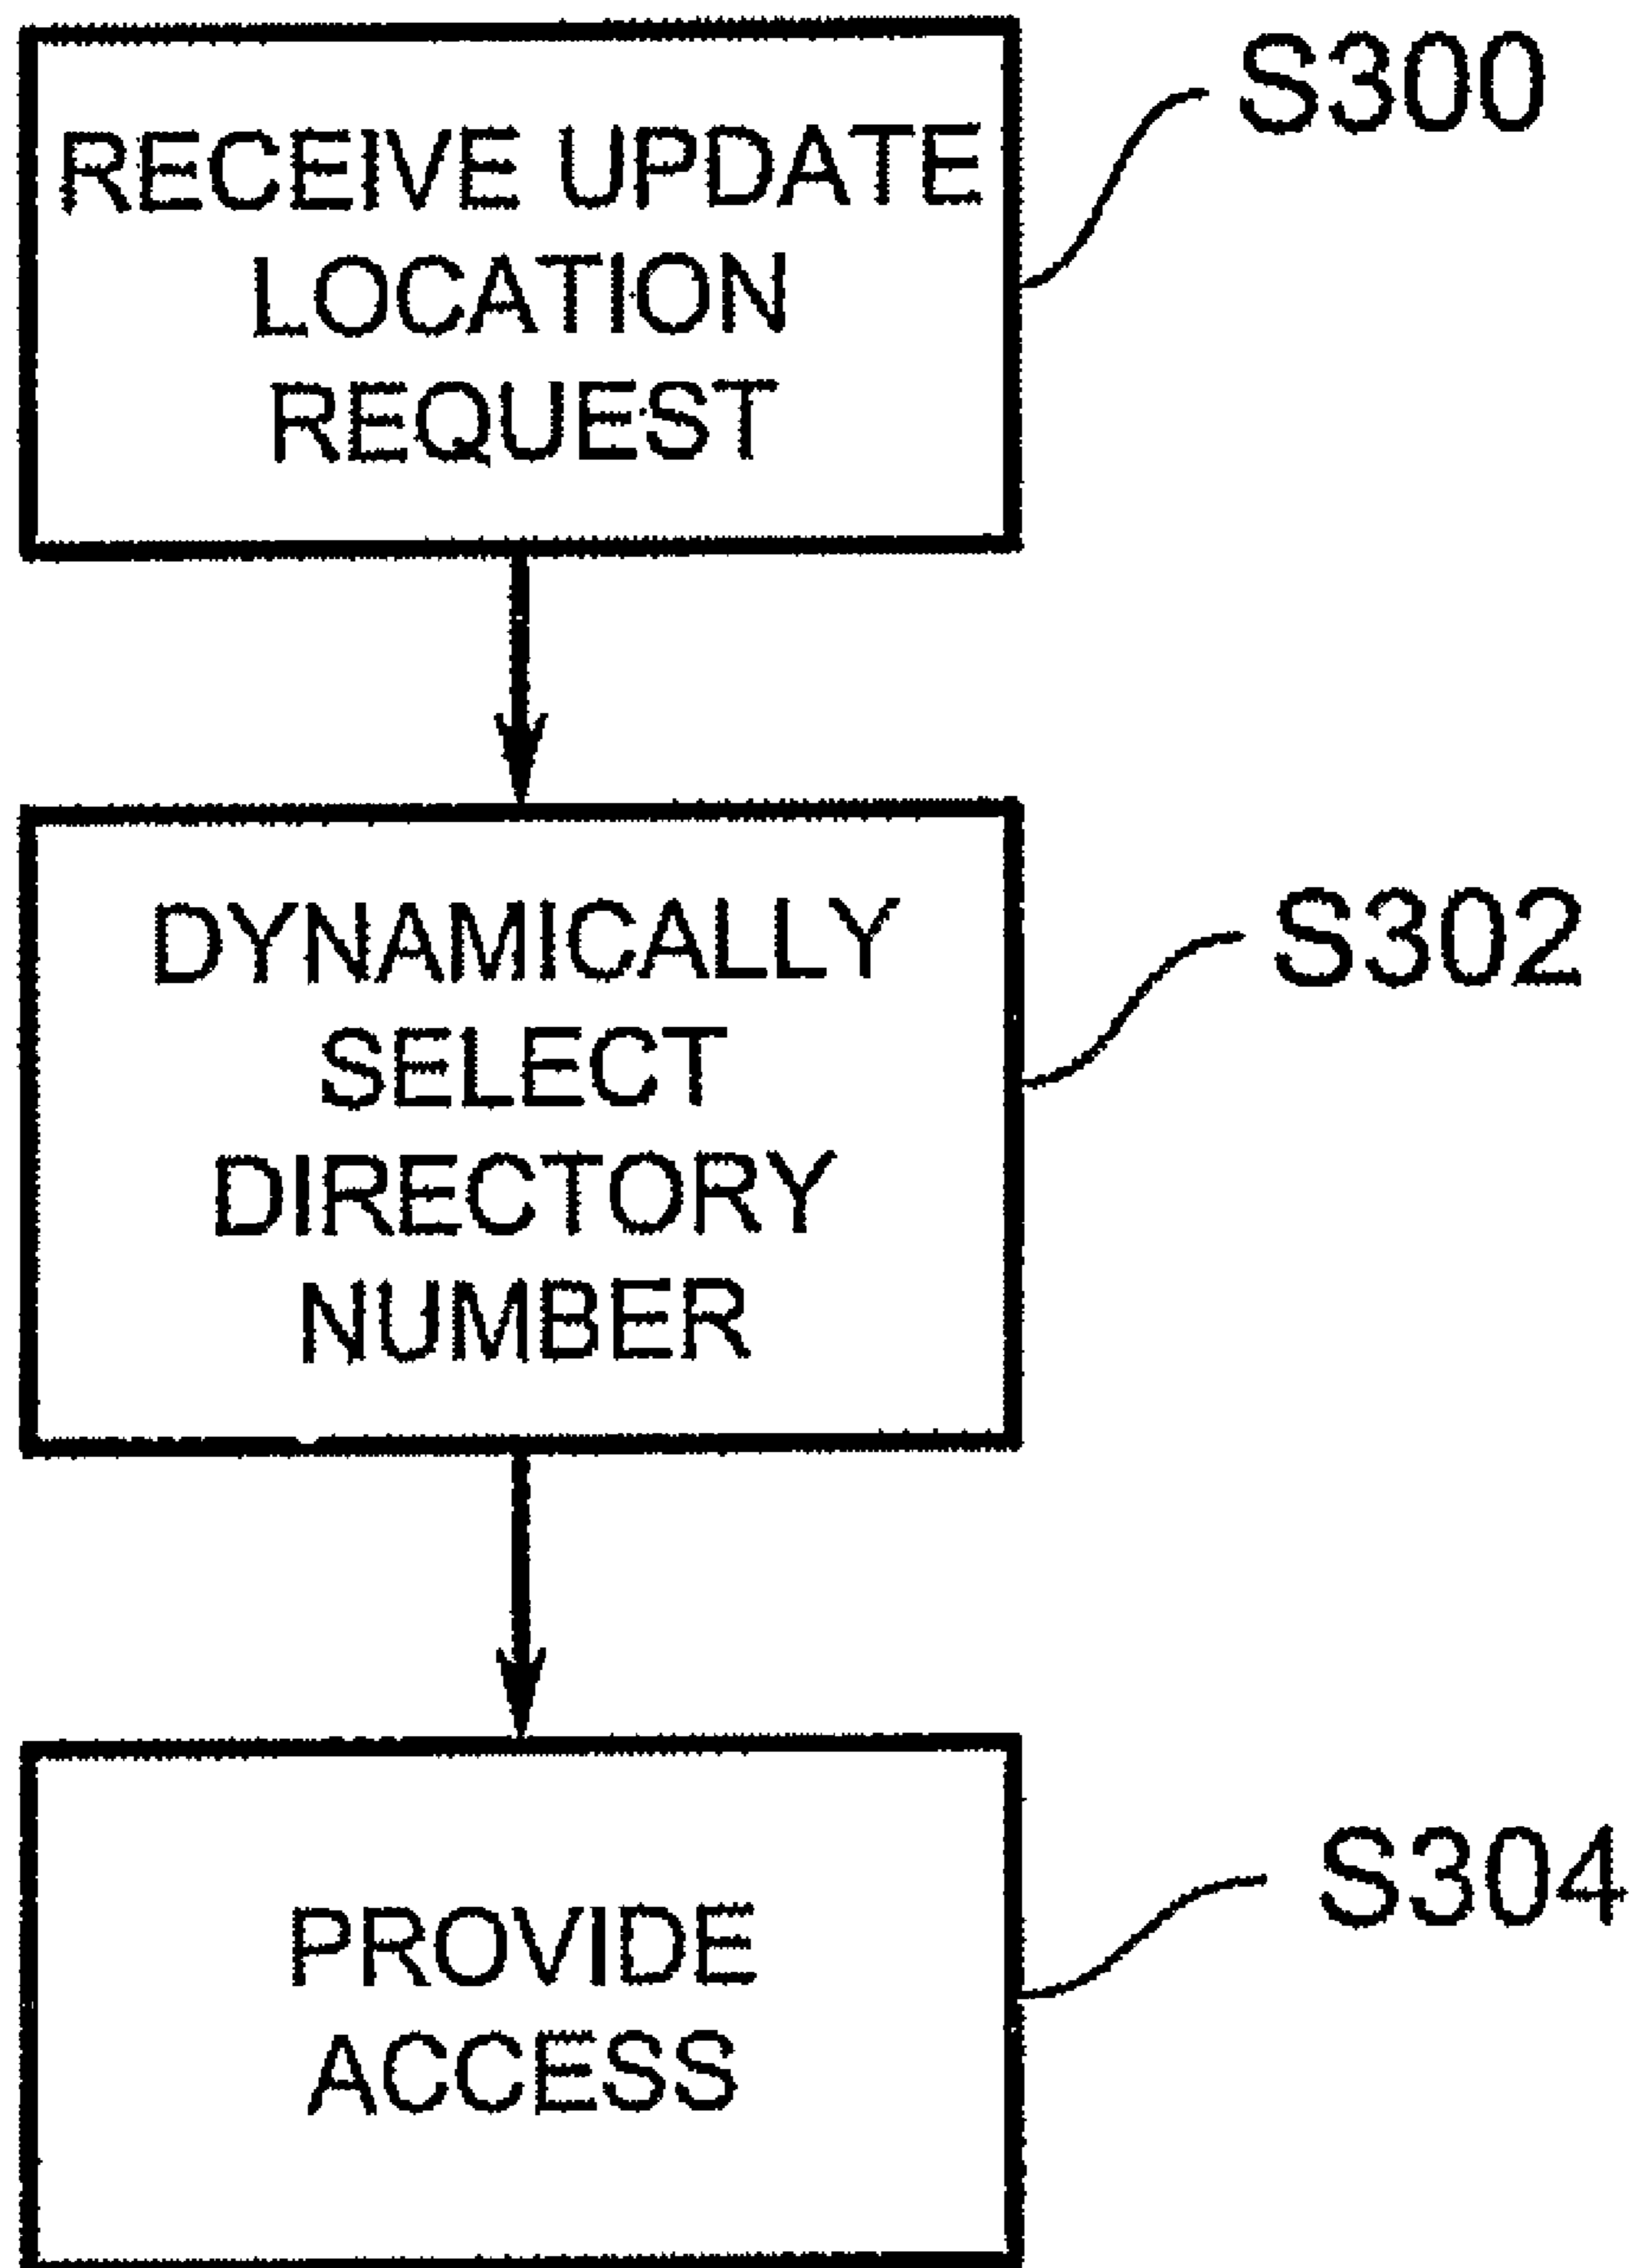 RECEIVE UPDATE
LOCATION
REQUEST
S300
DYNAMICALLY
SELECT
DIRECTORY
NUMBER
S302
PROVIDE
ACCESS
S304